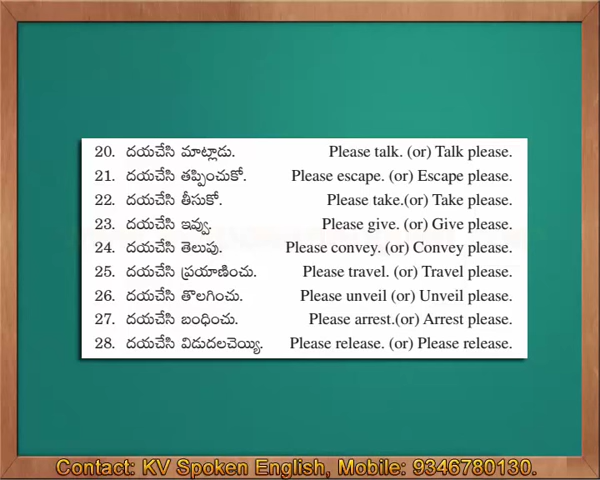 20. దయచేసి మాట్లాడు. Please talk. (or) Talk please.
21. దయచేసి తప్పించుకో. Please escape. (or) Escape please.
22. దయచేసి తీసుకో. Please take.(or) Take please.
23. దయచేసి ఇవ్వు. Please give. (or) Give please.
24. దయచేసి తెలుపు. Please convey. (or) Convey please.
25. దయచేసి ప్రయాణించు. Please travel. (or) Travel please.
26. దయచేసి తొలగించు. Please unveil (or) Unveil please.
27. దయచేసి బంధించు. Please arrest.(or) Arrest please.
28. దయచేసి విడుదలచెయ్యి. Please release. (or) Please release.
Contact: KV Spoken English, Mobile: 9346780130.